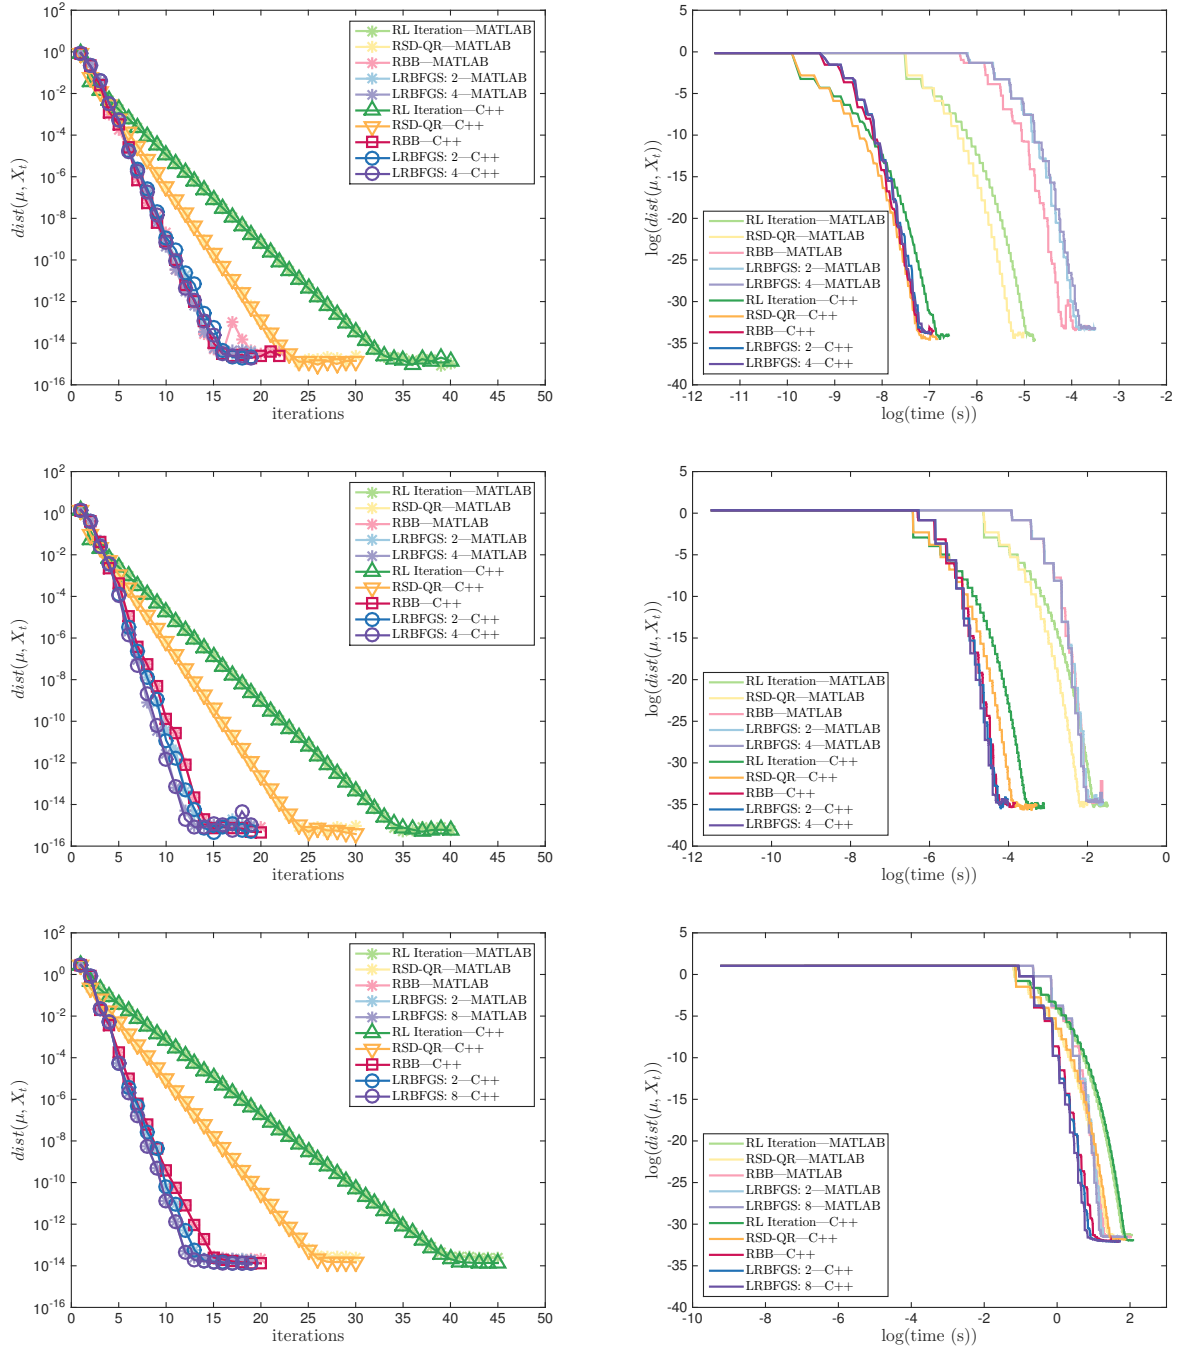 10^2
10^0
10^-2
10^-4
10^-6
10^-8
10^-10
10^-12
10^-14
10^-16
dist(μ, X_t)
0 5 10 15 20 25 30 35 40 45 50
iterations
RL Iteration—MATLAB
RSD-QR—MATLAB
RBB—MATLAB
LRBFGS: 2—MATLAB
LRBFGS: 4—MATLAB
RL Iteration—C++
RSD-QR—C++
RBB—C++
LRBFGS: 2—C++
LRBFGS: 4—C++
5
0
-5
-10
-15
-20
-25
-30
-35
-40
log(dist(μ, X_t))
-12 -11 -10 -9 -8 -7 -6 -5 -4 -3 -2
log(time (s))
RL Iteration—MATLAB
RSD-QR—MATLAB
RBB—MATLAB
LRBFGS: 2—MATLAB
LRBFGS: 4—MATLAB
RL Iteration—C++
RSD-QR—C++
RBB—C++
LRBFGS: 2—C++
LRBFGS: 4—C++
10^2
10^0
10^-2
10^-4
10^-6
10^-8
10^-10
10^-12
10^-14
10^-16
dist(μ, X_t)
0 5 10 15 20 25 30 35 40 45 50
iterations
RL Iteration—MATLAB
RSD-QR—MATLAB
RBB—MATLAB
LRBFGS: 2—MATLAB
LRBFGS: 4—MATLAB
RL Iteration—C++
RSD-QR—C++
RBB—C++
LRBFGS: 2—C++
LRBFGS: 4—C++
5
0
-5
-10
-15
-20
-25
-30
-35
-40
log(dist(μ, X_t))
-12 -10 -8 -6 -4 -2 0
log(time (s))
RL Iteration—MATLAB
RSD-QR—MATLAB
RBB—MATLAB
LRBFGS: 2—MATLAB
LRBFGS: 4—MATLAB
RL Iteration—C++
RSD-QR—C++
RBB—C++
LRBFGS: 2—C++
LRBFGS: 4—C++
10^2
10^0
10^-2
10^-4
10^-6
10^-8
10^-10
10^-12
10^-14
10^-16
dist(μ, X_t)
0 5 10 15 20 25 30 35 40 45 50
iterations
RL Iteration—MATLAB
RSD-QR—MATLAB
RBB—MATLAB
LRBFGS: 2—MATLAB
LRBFGS: 8—MATLAB
RL Iteration—C++
RSD-QR—C++
RBB—C++
LRBFGS: 2—C++
LRBFGS: 8—C++
5
0
-5
-10
-15
-20
-25
-30
-35
-40
log(dist(μ, X_t))
-10 -8 -6 -4 -2 0 2
log(time (s))
RL Iteration—MATLAB
RSD-QR—MATLAB
RBB—MATLAB
LRBFGS: 2—MATLAB
LRBFGS: 8—MATLAB
RL Iteration—C++
RSD-QR—C++
RBB—C++
LRBFGS: 2—C++
LRBFGS: 8—C++